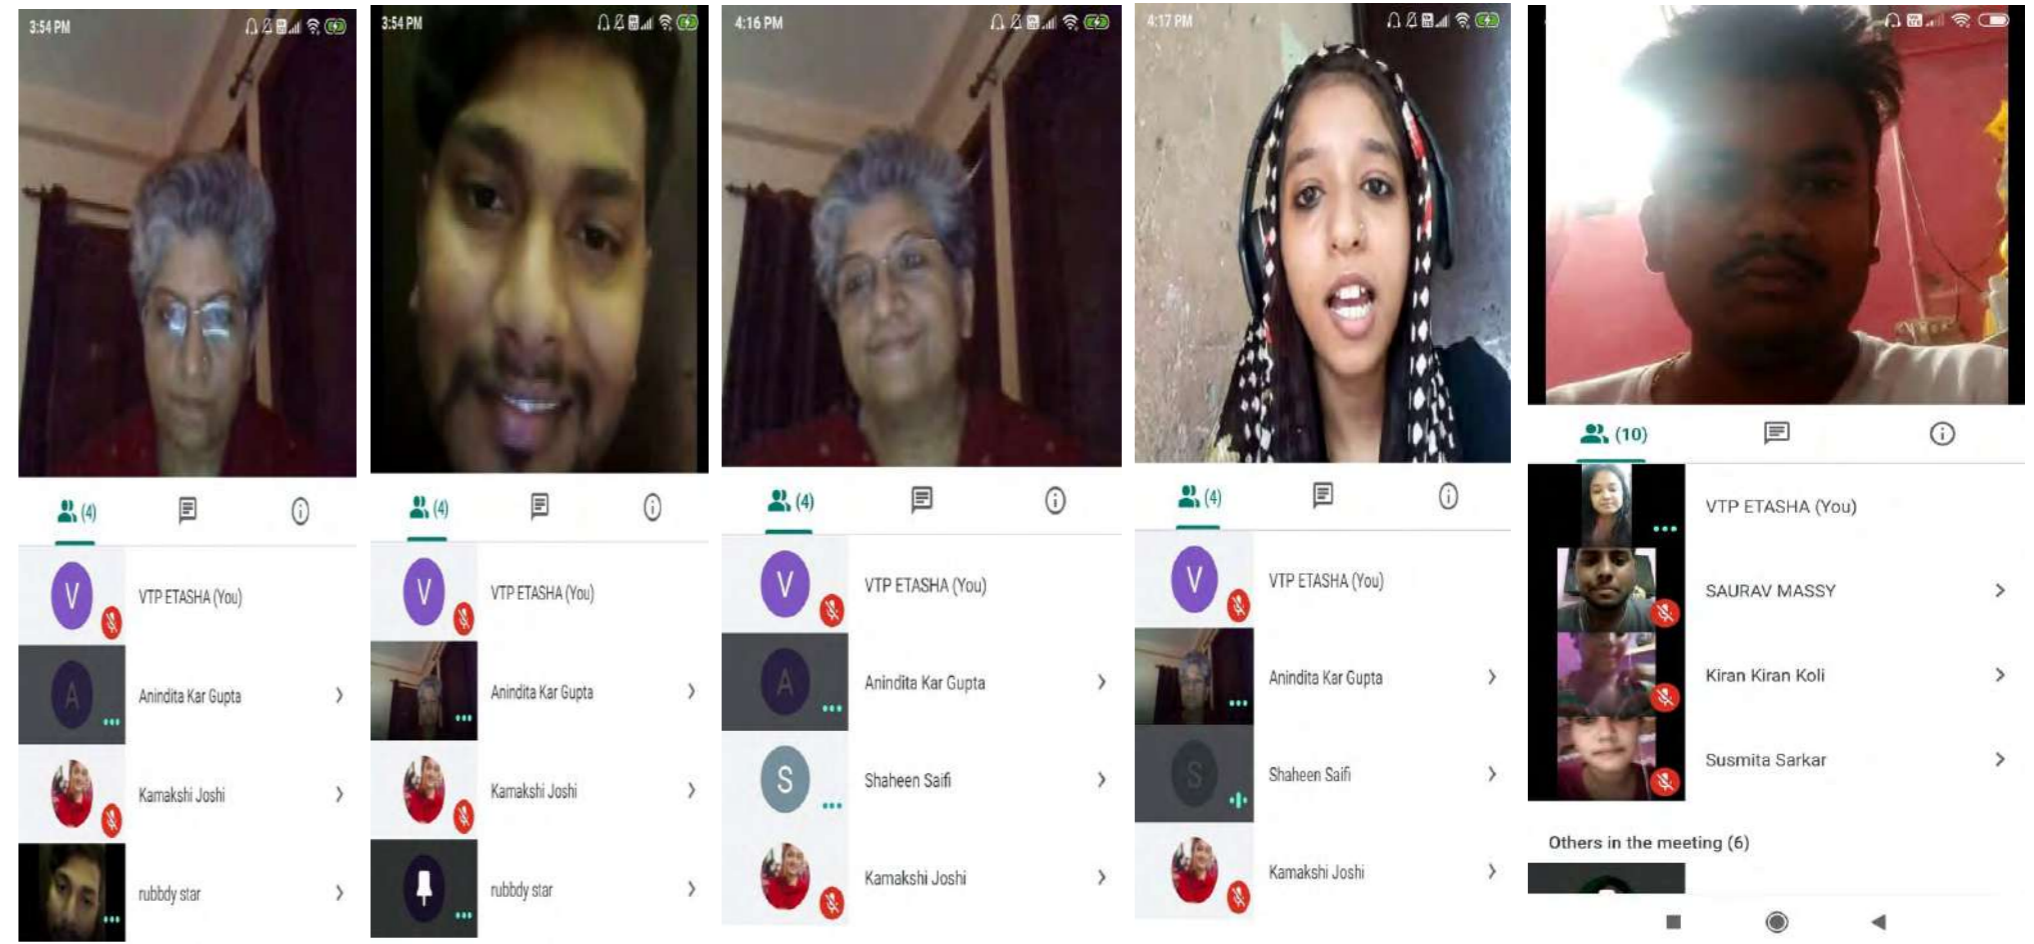 3:54 PM
(4)
V
VTP ETASHA (You)
A
Anindita Kar Gupta
Kamakshi Joshi
rubbdy star
3:54 PM
(4)
V
VTP ETASHA (You)
Anindita Kar Gupta
Kamakshi Joshi
rubbdy star
4:16 PM
(4)
V
VTP ETASHA (You)
A
Anindita Kar Gupta
S
Shaheen Saifi
Kamakshi Joshi
4:17 PM
(4)
V
VTP ETASHA (You)
Anindita Kar Gupta
S
Shaheen Saifi
Kamakshi Joshi
(10)
VTP ETASHA (You)
SAURAV MASSY
Kiran Kiran Koli
Susmita Sarkar
Others in the meeting (6)